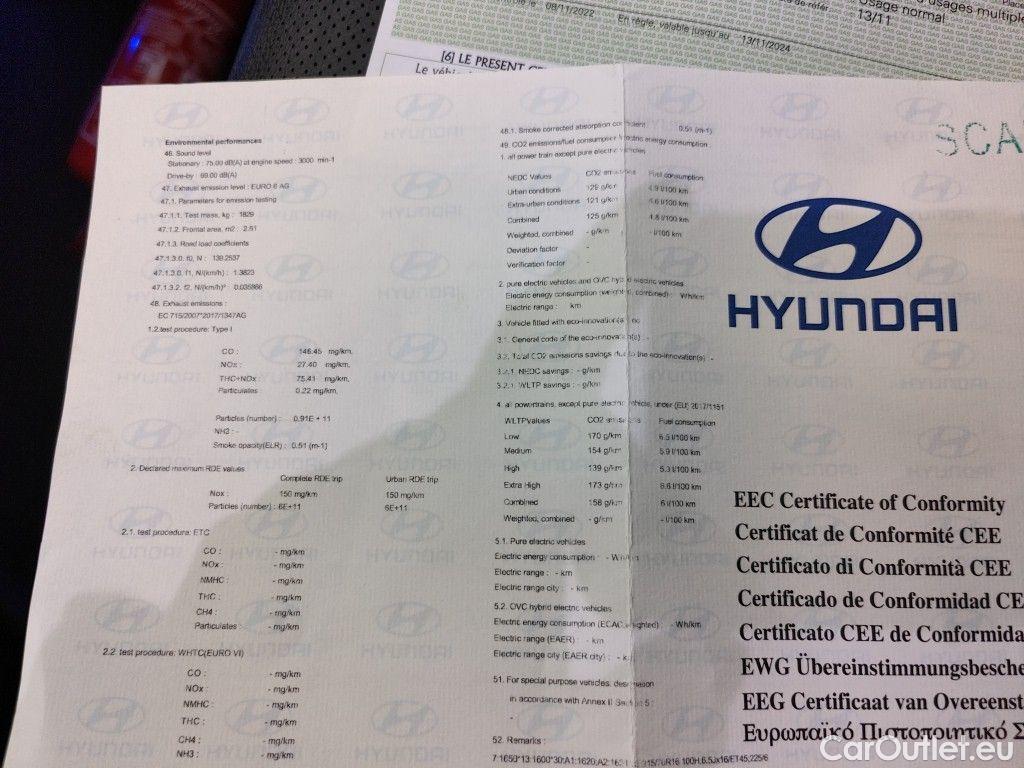 08/11/2022
En règle, valable jusqu'au 13/11/2024
usages multiple
Usage normal
13/11
[6] LE PRESENT
SCA
Environmental performances
46. Sound level
Stationary : 75.00 dB(A) at engine speed : 3000 min-1
Drive-by : 69.00 dB(A)
47. Exhaust emission level : EURO 6 AG
47.1. Parameters for emission testing
47.1.1. Test mass, kg : 1829
47.1.2. Frontal area, m2 : 2.51
47.1.3. Road load coefficients
47.1.3.0. f0, N : 139.2537
47.1.3.0. f1, N/(km/h) : 1.3823
47.1.3.2. f2, N/(km/h)² 0.035866
48. Exhaust emissions :
EC 715/2007*2017/1347AG
1.2.test procedure: Type I
CO : 146.45 mg/km,
NOx : 27.40 mg/km,
THC+NOx : 75.41 mg/km,
Particulates : 0.22 mg/km,
Particles (number) : 0.91E + 11
NH3 : -
Smoke opacity(ELR) : 0.51 (m-1)
2. Declared maximum RDE values
Complete RDE trip Urban RDE trip
Nox : 150 mg/km 150 mg/km
Particles (number) : 6E+11 6E+11
2.1. test procedure: ETC
CO : - mg/km
NOx : - mg/km
NMHC : - mg/km
THC : - mg/km
CH4 : - mg/km
Particulates : - mg/km
2.2. test procedure: WHTC(EURO VI)
CO : - mg/km
NOx : - mg/km
NMHC : - mg/km
THC : - mg/km
CH4 : - mg/km
NH3 : - mg/km
48.1. Smoke corrected absorption 0.51 (m-1)
49. CO2 emissions/fuel consumption electric energy consumption :
1. all power train except pure electric vehicles
NEDC Values CO2 emissions Fuel consumption
Urban conditions 129 g/km 4.9 l/100 km
Extra-urban conditions 121 g/km 4.6 l/100 km
Combined 125 g/km 4.8 l/100 km
Weighted, combined - g/km - l/100 km
Deviation factor -
Verification factor -
2. pure electric vehicles and OVC hybrid electric vehicles
Electric energy consumption (weighted, combined) - Wh/km
Electric range : km
3. Vehicle fitted with eco-innovation(s) : no
3.1. General code of the eco-innovation(s) : -
3.2. Total CO2 emissions savings due to the eco-innovation(s) -
3.2.1. NEDC savings : - g/km
3.2.1. WLTP savings : - g/km
4. all powertrains, except pure electric vehicle, under (EU) 2017/1151
WLTPValues CO2 emissions Fuel consumption
Low 170 g/km 6.5 l/100 km
Medium 154 g/km 5.9 l/100 km
High 139 g/km 5.3 l/100 km
Extra High 173 g/km 6.6 l/100 km
Combined 158 g/km 6 l/100 km
Weighted, combined - g/km - l/100 km
5.1. Pure electric vehicles
Electric energy consumption : - Wh/km
Electric range : - km
Electric range city : - km
5.2. OVC hybrid electric vehicles
Electric energy consumption (ECAC,weighted) : - Wh/km
Electric range (EAER) : - km
Electric range city (EAER city) : - km
51. For special purpose vehicles: designation
in accordance with Annex II Section 5 :
-
52. Remarks :
HYUNDAI
EEC Certificate of Conformity
Certificat de Conformité CEE
Certificato di Conformità CEE
Certificado de Conformidad CE
Certificato CEE de Conformida
EWG Übereinstimmungsbesche
EEG Certificaat van Overeenst
Ευρωπαϊκό Πιστοποιητικό Σ
CarOutlet.eu